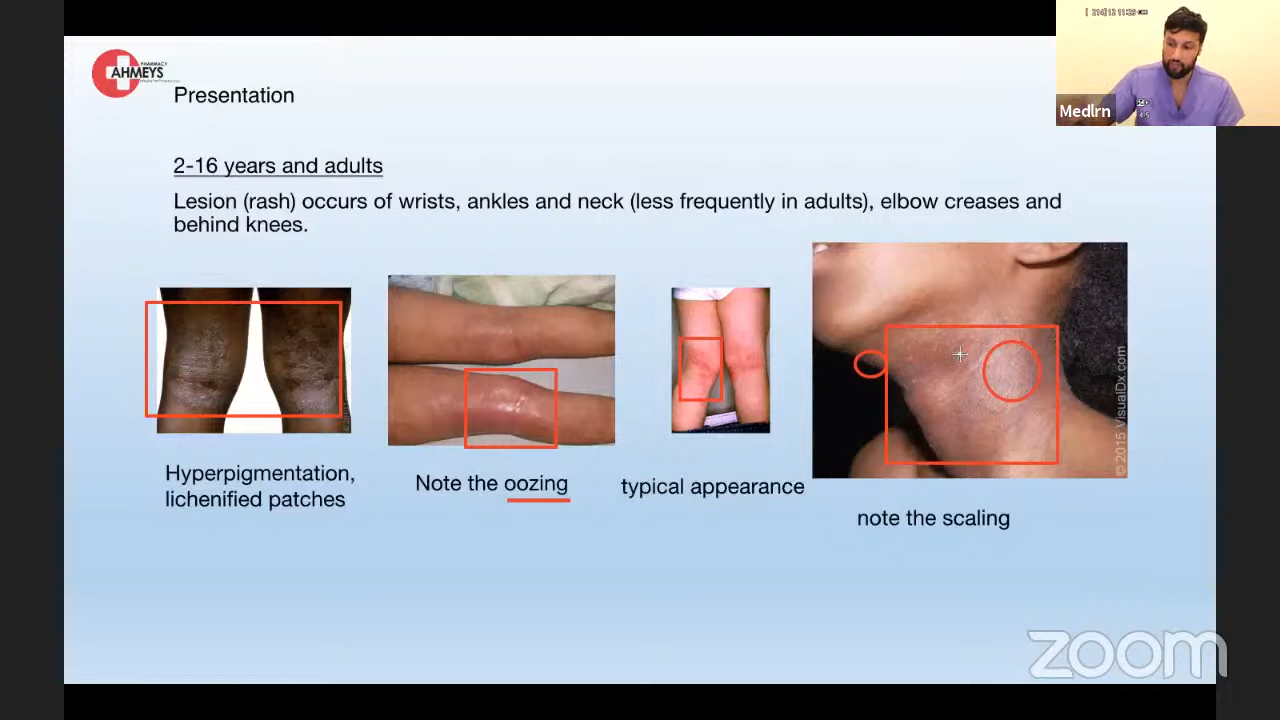 PHARMACY
AHMEYS
Presentation
2-16 years and adults
Lesion (rash) occurs of wrists, ankles and neck (less frequently in adults), elbow creases and
behind knees.
Hyperpigmentation,
lichenified patches
Note the oozing
typical appearance
© 2015 VisualDx.com
note the scaling
Medlrn
zoom